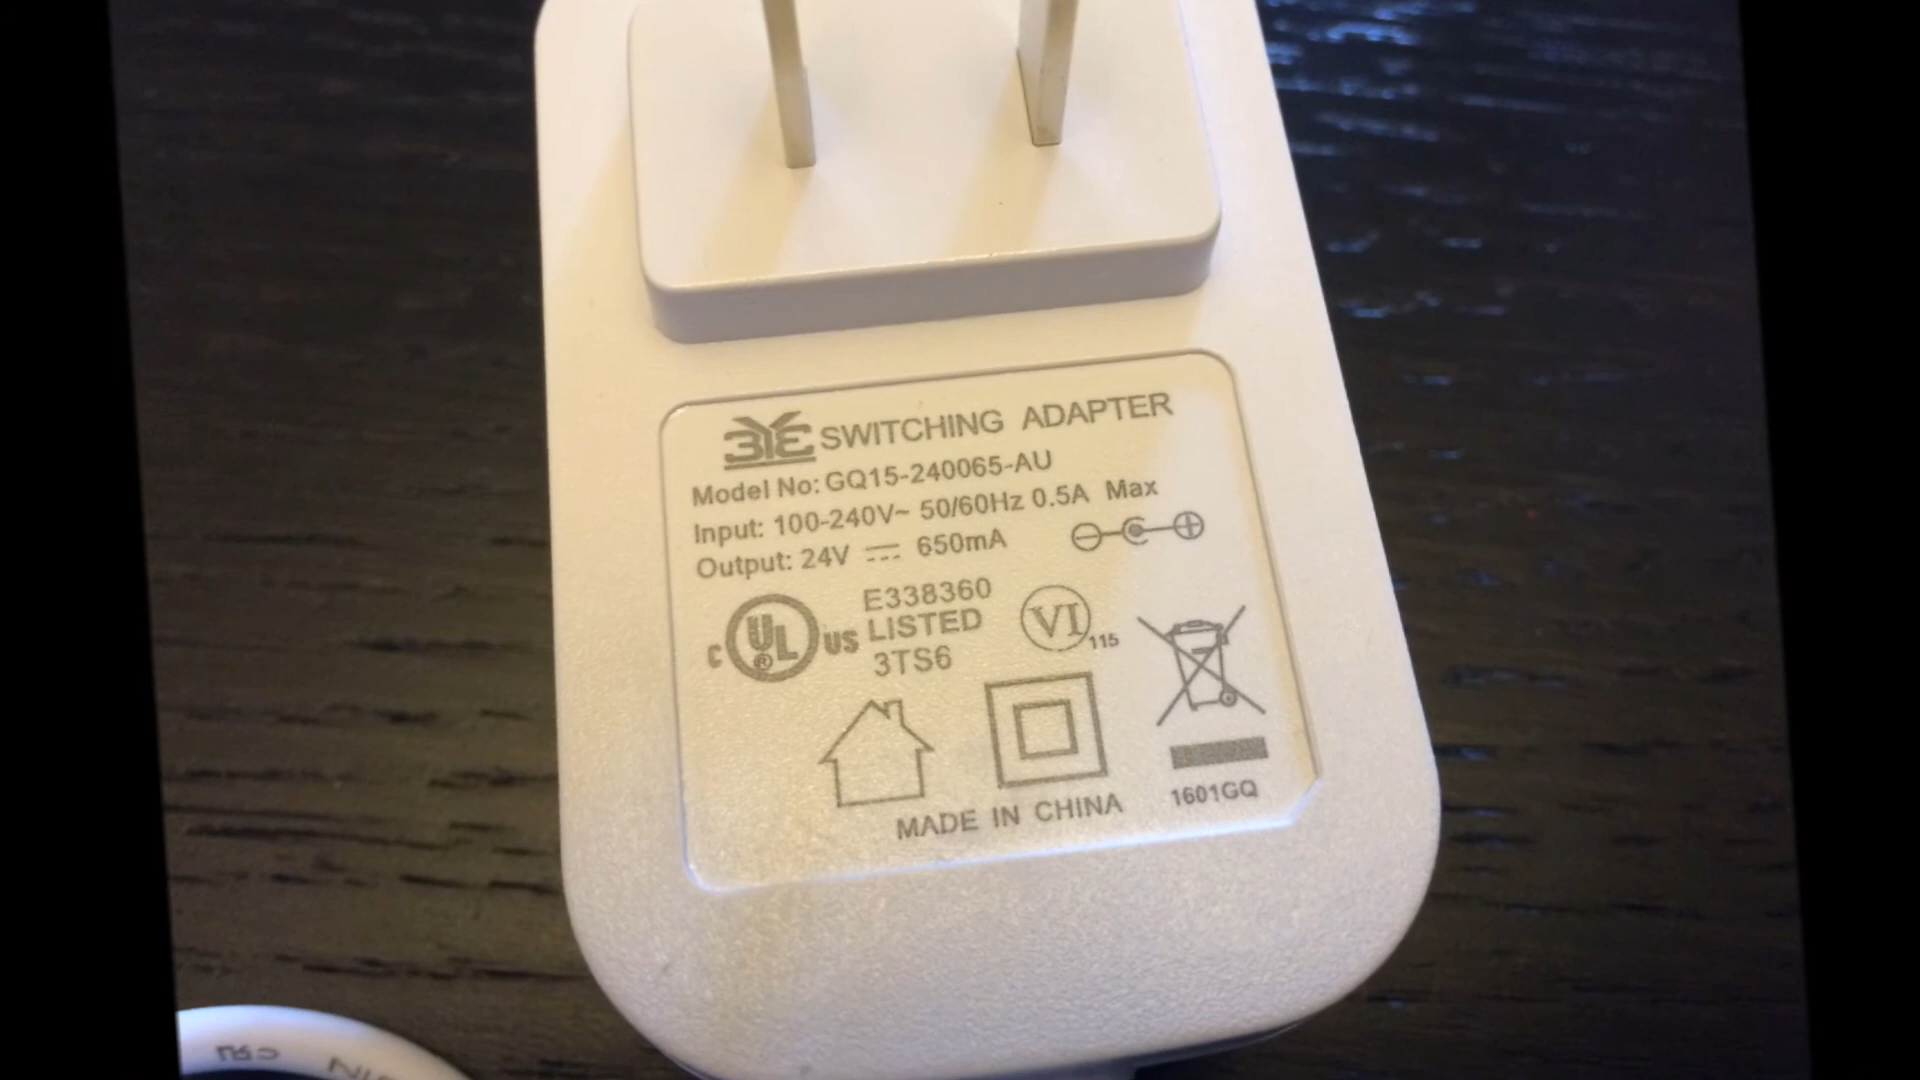 3YE SWITCHING ADAPTER
Model No: GQ15-240065-AU
Input: 100-240V~ 50/60Hz 0.5A Max
Output: 24V ⎓ 650mA
C UL® US
E338360
LISTED
3TS6
VI 115
MADE IN CHINA
1601GQ